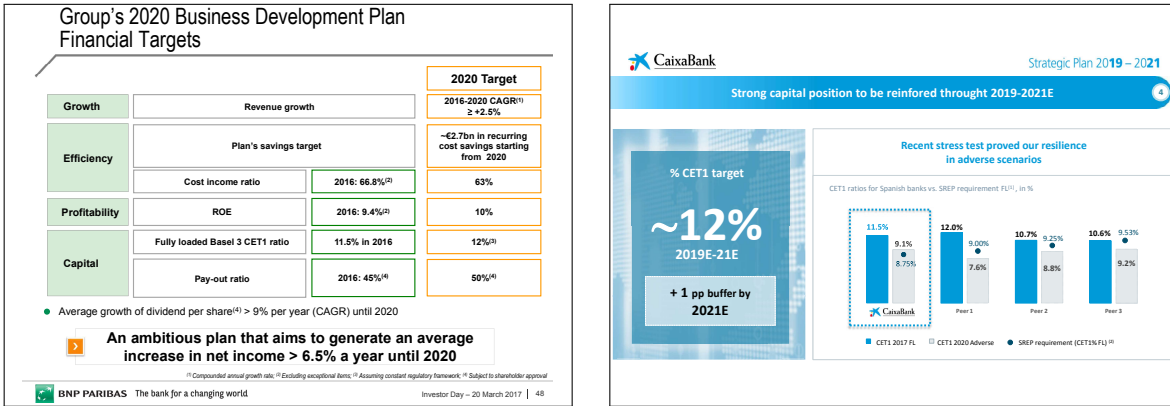 Group's 2020 Business Development Plan
Financial Targets
2020 Target
Growth
Revenue growth
2016-2020 CAGR(1)
≥ +2.5%
Efficiency
Plan's savings target
~€2.7bn in recurring
cost savings starting
from 2020
Cost income ratio
2016: 66.8%(2)
63%
Profitability
ROE
2016: 9.4%(2)
10%
Capital
Fully loaded Basel 3 CET1 ratio
11.5% in 2016
12%(3)
Pay-out ratio
2016: 45%(4)
50%(4)
Average growth of dividend per share(4) > 9% per year (CAGR) until 2020
An ambitious plan that aims to generate an average
increase in net income > 6.5% a year until 2020
(1) Compounded annual growth rate; (2) Excluding exceptional items; (3) Assuming constant regulatory framework; (4) Subject to shareholder approval
BNP PARIBAS The bank for a changing world
Investor Day – 20 March 2017 | 48
CaixaBank
Strategic Plan 2019 – 2021
Strong capital position to be reinfored throught 2019-2021E
4
% CET1 target
~12%
2019E-21E
+ 1 pp buffer by
2021E
Recent stress test proved our resilience
in adverse scenarios
CET1 ratios for Spanish banks vs. SREP requirement FL(1), in %
11.5%
9.1%
8.75%
CaixaBank
12.0%
9.00%
7.6%
Peer 1
10.7%
9.25%
8.8%
Peer 2
10.6%
9.53%
9.2%
Peer 3
CET1 2017 FL
CET1 2020 Adverse
SREP requirement (CET1% FL) (2)